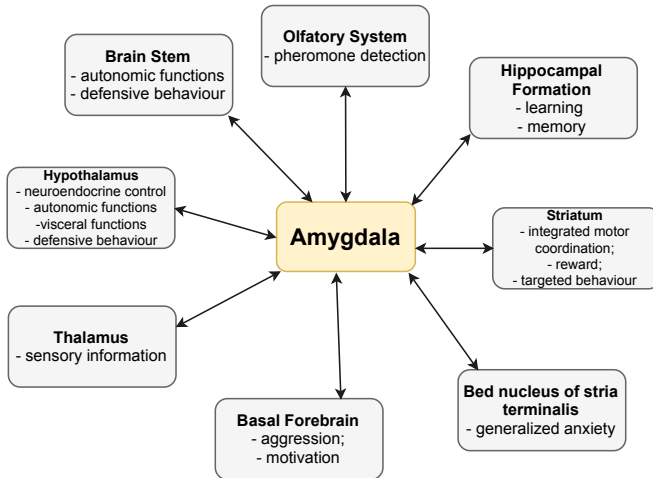 Olfatory System
- pheromone detection
Brain Stem
- autonomic functions
- defensive behaviour
Hippocampal
Formation
- learning
- memory
Hypothalamus
- neuroendocrine control
- autonomic functions
-visceral functions
- defensive behaviour
Amygdala
Striatum
- integrated motor
coordination;
- reward;
- targeted behaviour
Thalamus
- sensory information
Basal Forebrain
- aggression;
- motivation
Bed nucleus of stria
terminalis
- generalized anxiety